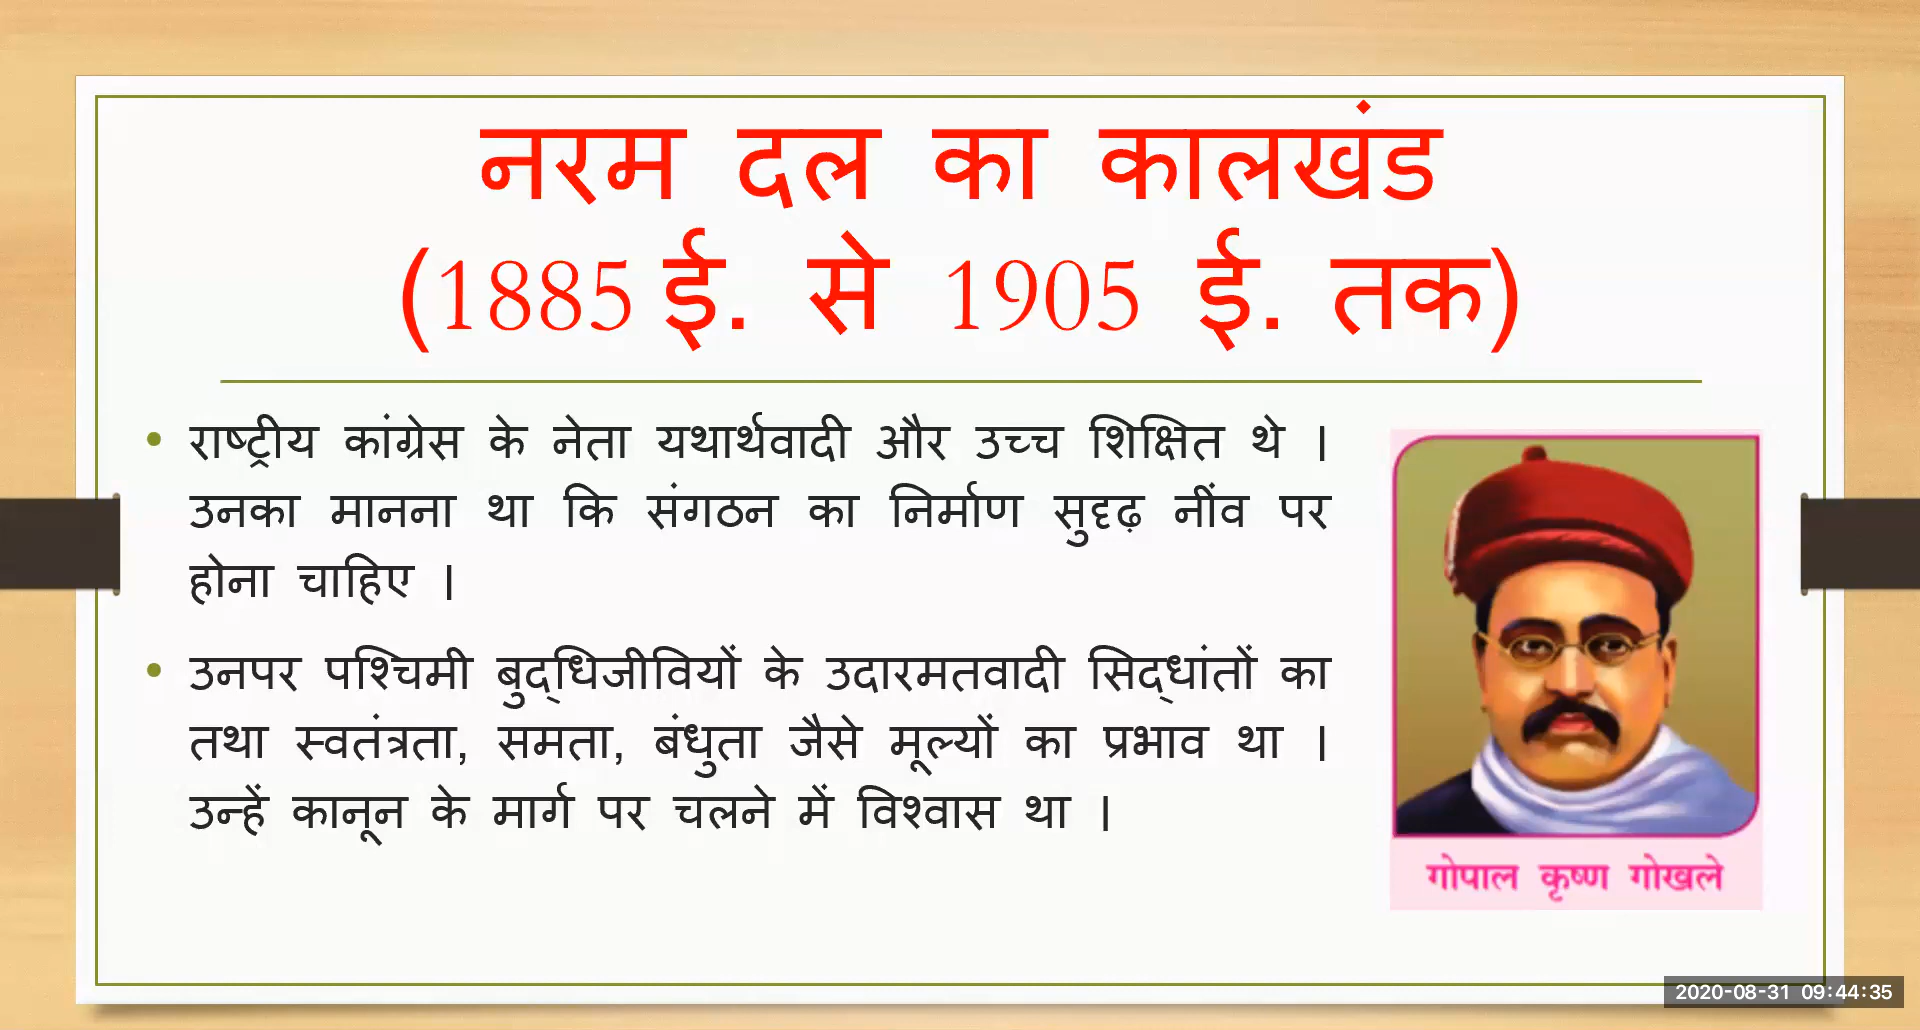 नरम दल का कालखंड
(1885 ई. से 1905 ई. तक)
• राष्ट्रीय कांग्रेस के नेता यथार्थवादी और उच्च शिक्षित थे ।
उनका मानना था कि संगठन का निर्माण सुदृढ़ नींव पर
होना चाहिए ।
• उनपर पश्चिमी बुद्‌धिजीवियों के उदारमतवादी सिद्‌धांतों का
तथा स्वतंत्रता, समता, बंधुता जैसे मूल्यों का प्रभाव था ।
उन्हें कानून के मार्ग पर चलने में विश्वास था ।
गोपाल कृष्ण गोखले
2020-08-31 09:44:35